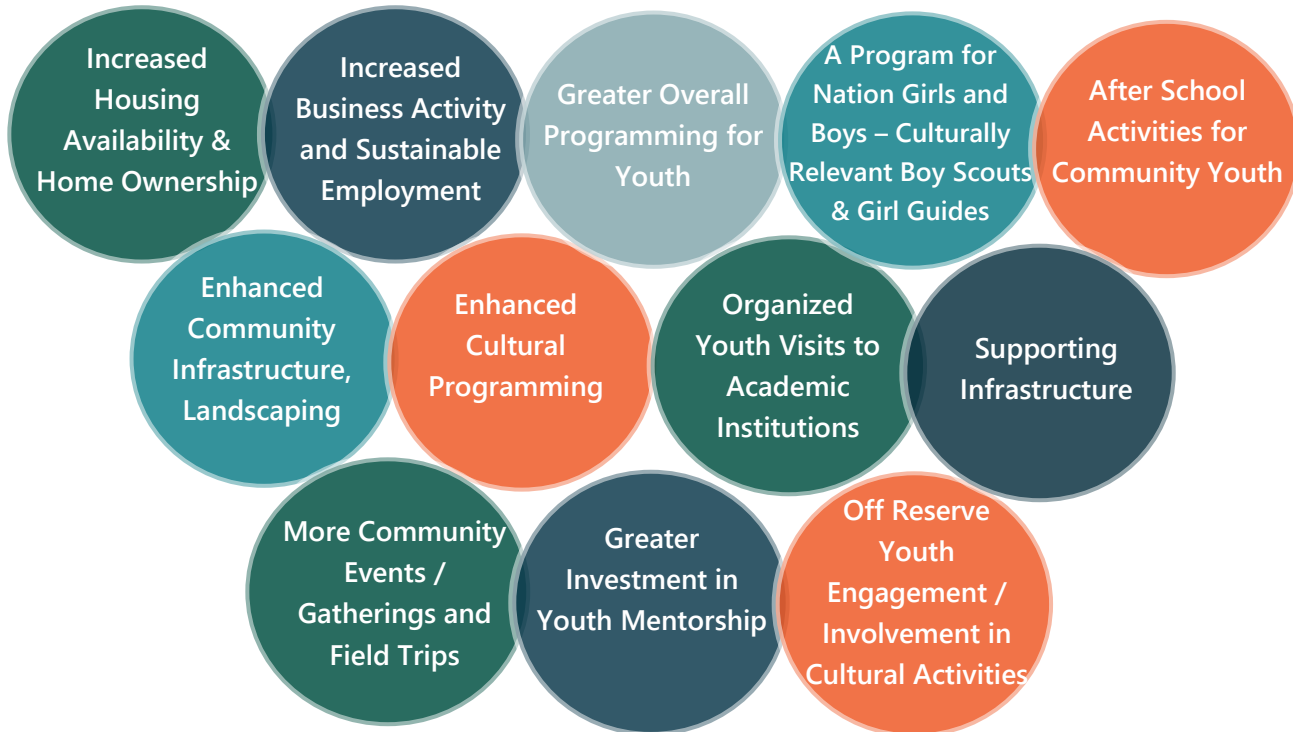 Increased
Housing
Availability &
Home Ownership
Increased
Business Activity
and Sustainable
Employment
Greater Overall
Programming for
Youth
A Program for
Nation Girls and
Boys – Culturally
Relevant Boy Scouts
& Girl Guides
After School
Activities for
Community Youth
Enhanced
Community
Infrastructure,
Landscaping
Enhanced
Cultural
Programming
Organized
Youth Visits to
Academic
Institutions
Supporting
Infrastructure
More Community
Events /
Gatherings and
Field Trips
Greater
Investment in
Youth Mentorship
Off Reserve
Youth
Engagement /
Involvement in
Cultural Activities